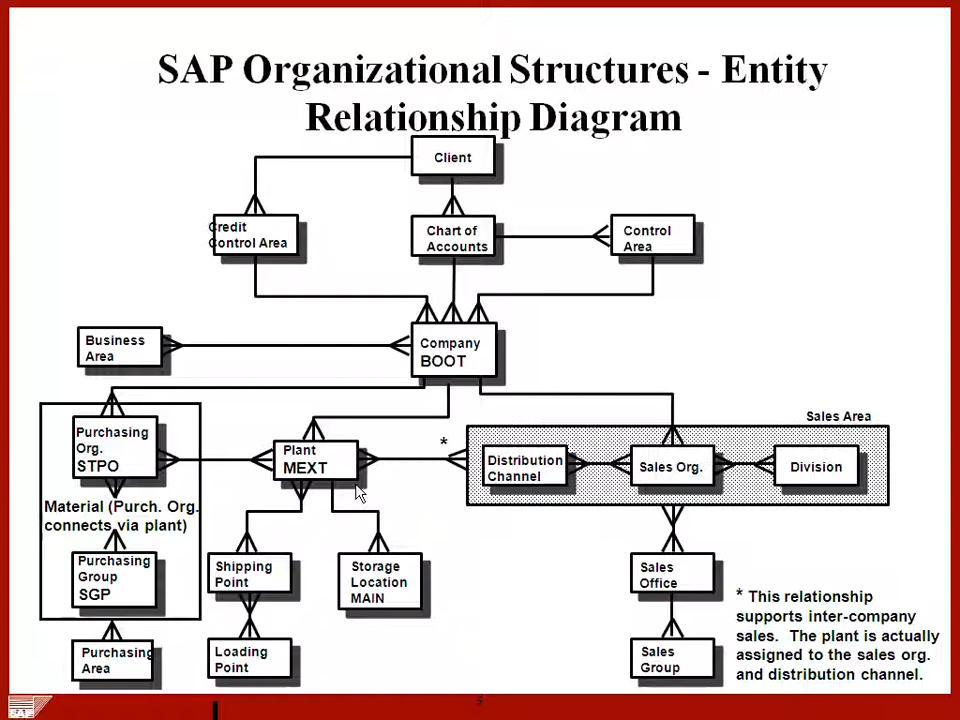 SAP Organizational Structures - Entity
Relationship Diagram
Client
Credit
Control Area
Chart of
Accounts
Control
Area
Business
Area
Company
BOOT
Sales Area
Purchasing
Org.
STPO
Plant
MEXT
*
Distribution
Channel
Sales Org.
Division
Material (Purch. Org.
connects via plant)
Purchasing
Group
SGP
Shipping
Point
Storage
Location
MAIN
Sales
Office
* This relationship
supports inter-company
sales. The plant is actually
assigned to the sales org.
and distribution channel.
Purchasing
Area
Loading
Point
Sales
Group
SAP
5